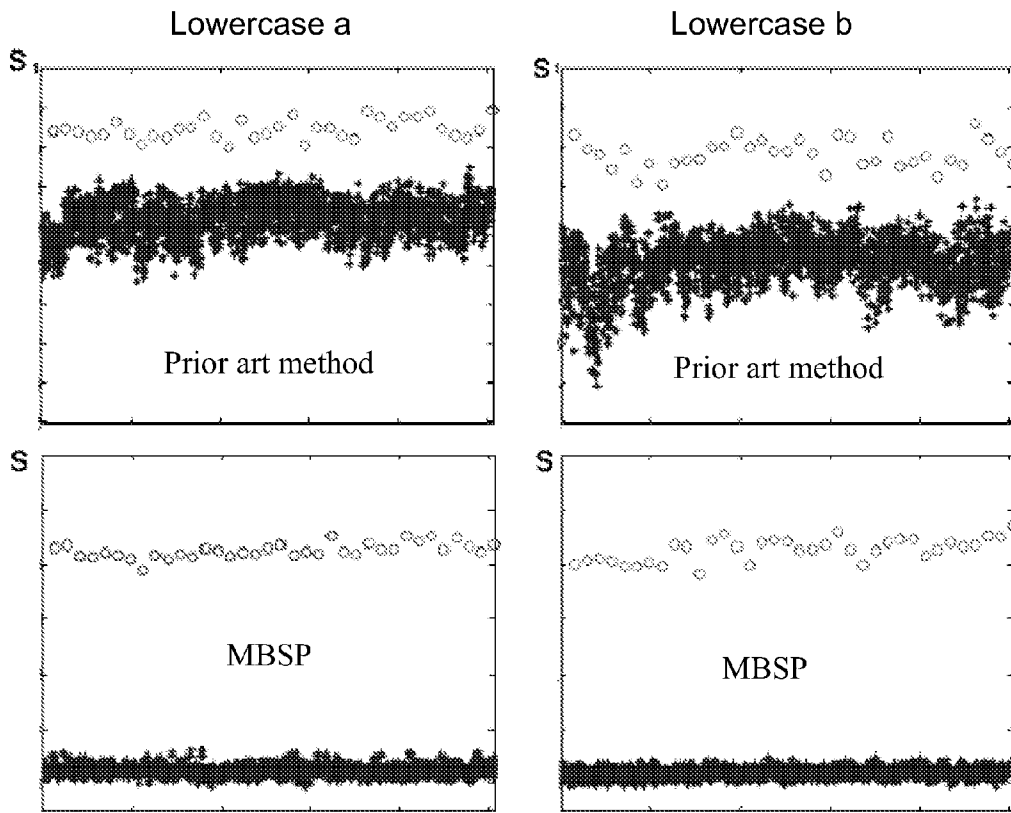 Lowercase a
Lowercase b
S
S
Prior art method
Prior art method
S
S
MBSP
MBSP